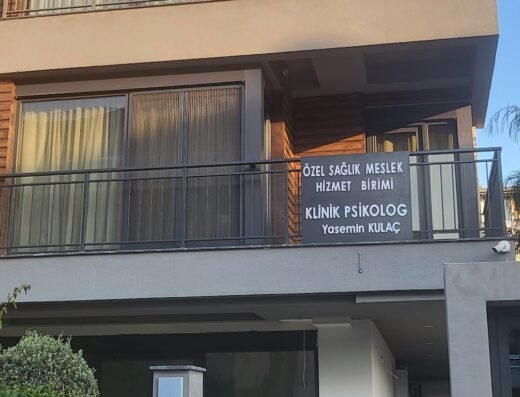 ÖZEL SAĞLIK MESLEK
HİZMET BİRİMİ
KLİNİK PSİKOLOG
Yasemin KULAÇ